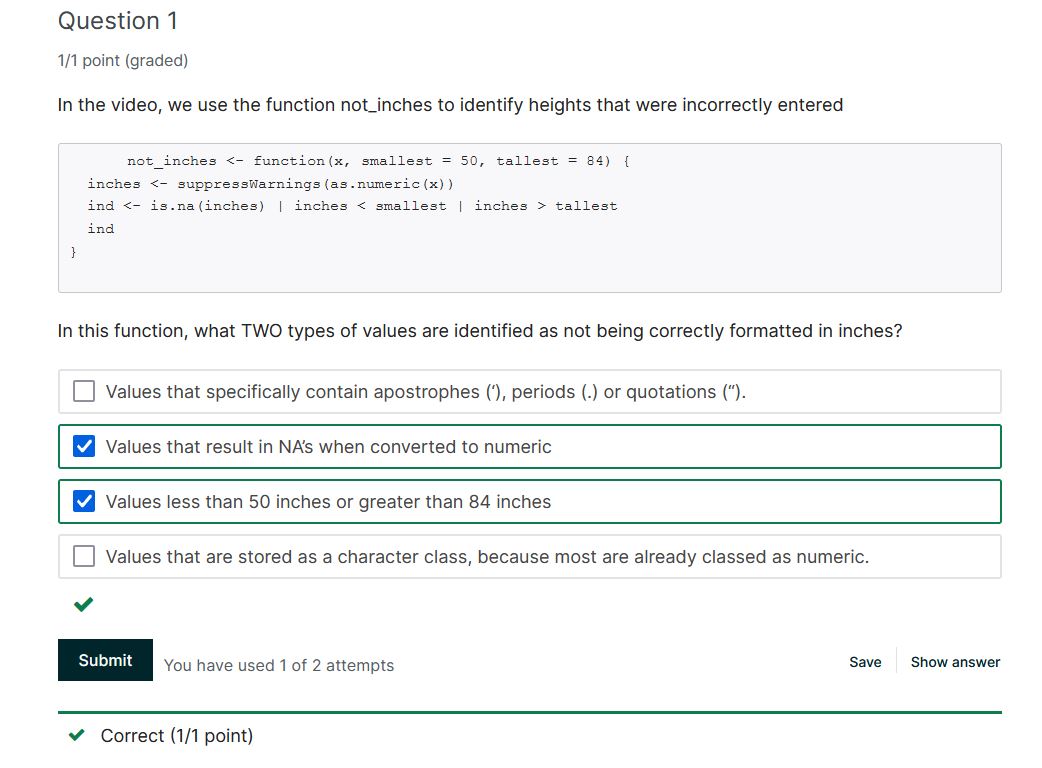 Question 1
1/1 point (graded)
In the video, we use the function not_inches to identify heights that were incorrectly entered
not_inches <- function(x, smallest = 50, tallest = 84) {
inches <- suppressWarnings(as.numeric(x))
ind <- is.na(inches) | inches < smallest | inches > tallest
ind
}
In this function, what TWO types of values are identified as not being correctly formatted in inches?
Values that specifically contain apostrophes (‘), periods (.) or quotations (“).
Values that result in NA’s when converted to numeric
Values less than 50 inches or greater than 84 inches
Values that are stored as a character class, because most are already classed as numeric.
Submit
You have used 1 of 2 attempts
Save
Show answer
Correct (1/1 point)